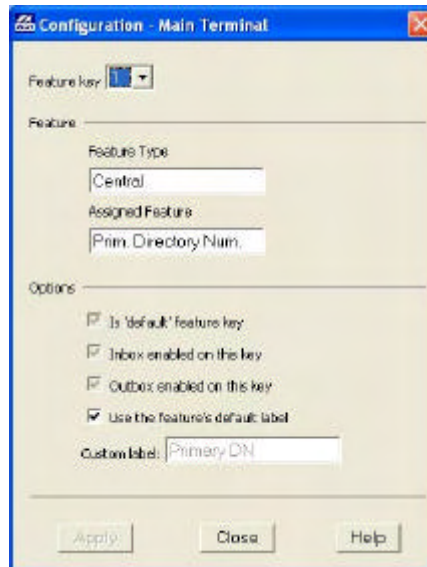 Configuration - Main Terminal
Feature key 1
Feature
Feature Type
Central
Assigned Feature
Prim. Directory Num.
Options
Is 'default' feature key
Inbox enabled on this key
Outbox enabled on this key
Use the feature's default label
Custom label: Primary DN
Apply Close Help